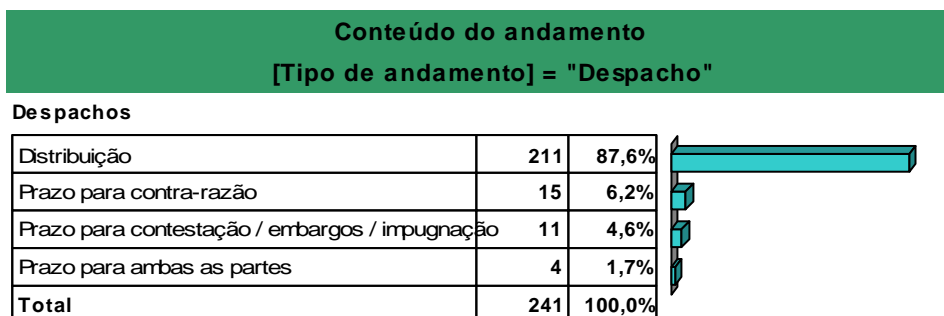 Conteúdo do andamento
[Tipo de andamento] = "Despacho"
Despachos
Distribuição 211 87,6%
Prazo para contra-razão 15 6,2%
Prazo para contestação / embargos / impugnação 11 4,6%
Prazo para ambas as partes 4 1,7%
Total 241 100,0%